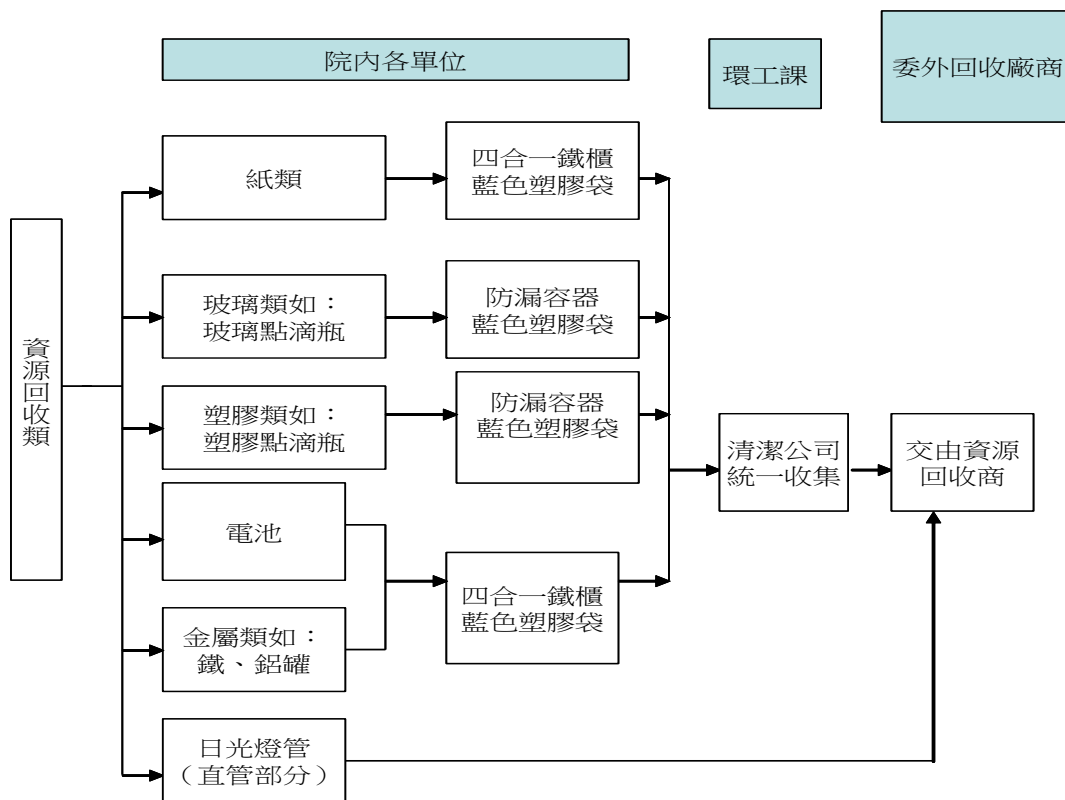 院內各單位
環工課
委外回收廠商
資源回收類
紙類
四合一鐵櫃
藍色塑膠袋
玻璃類如：
玻璃點滴瓶
防漏容器
藍色塑膠袋
塑膠類如：
塑膠點滴瓶
防漏容器
藍色塑膠袋
電池
金屬類如：
鐵、鋁罐
四合一鐵櫃
藍色塑膠袋
日光燈管
（直管部分）
清潔公司
統一收集
交由資源
回收商